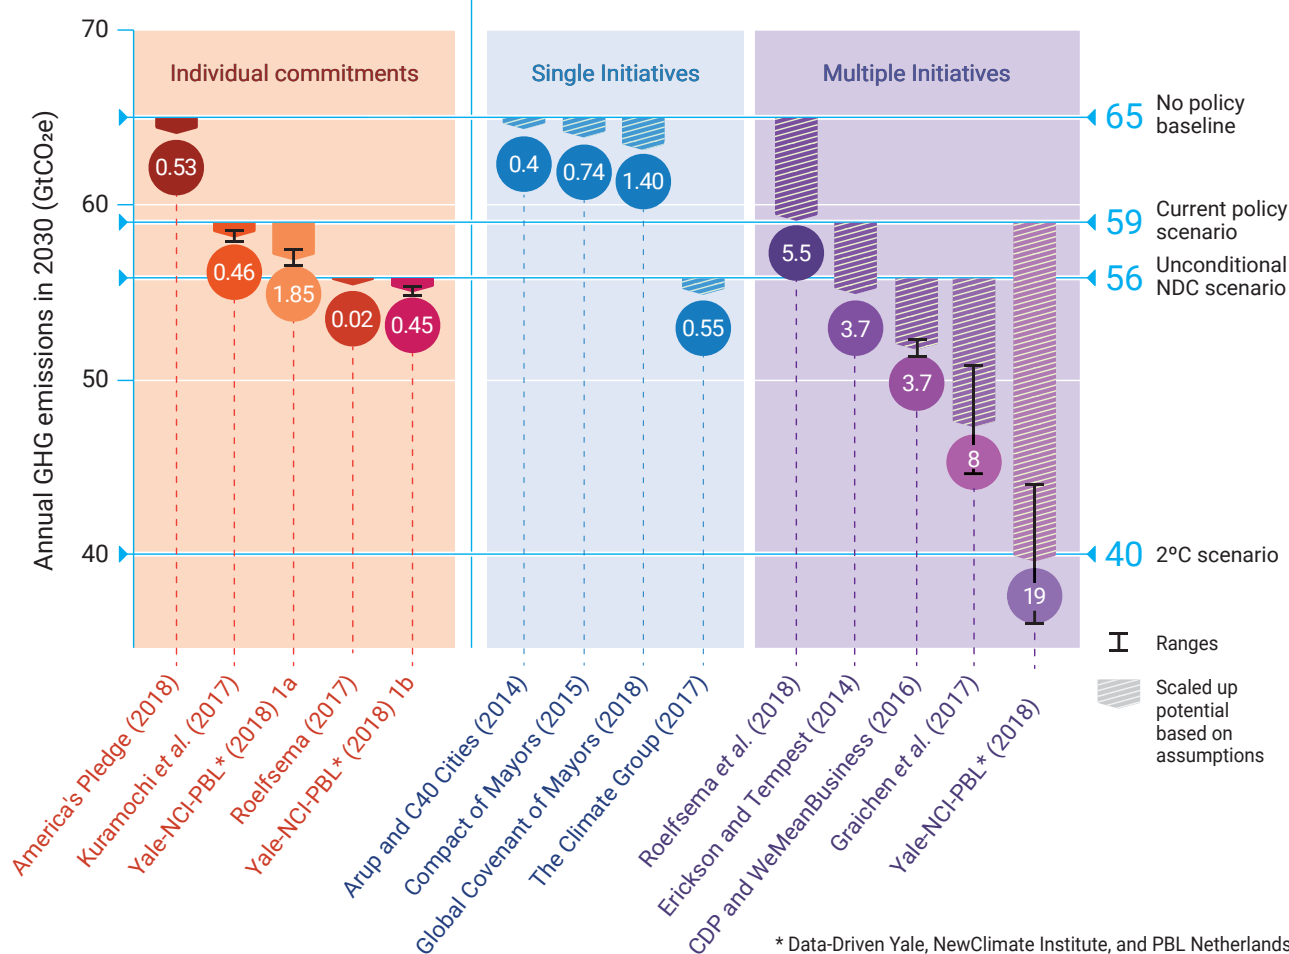 70
60
50
40
Annual GHG emissions in 2030 (GtCO₂e)
Individual commitments
Single Initiatives
Multiple Initiatives
0.53
0.46
1.85
0.02
0.45
0.4
0.74
1.40
0.55
5.5
3.7
3.7
8
19
65 No policy
baseline
59 Current policy
scenario
56 Unconditional
NDC scenario
40 2ºC scenario
Ranges
Scaled up
potential
based on
assumptions
America's Pledge (2018)
Kuramochi et al. (2017)
Yale-NCI-PBL* (2018) 1a
Roelfsema (2017)
Yale-NCI-PBL* (2018) 1b
Arup and C40 Cities (2014)
Compact of Mayors (2015)
Global Covenant of Mayors (2018)
The Climate Group (2017)
Roelfsema et al. (2018)
Erickson and Tempest (2014)
CDP and WeMeanBusiness (2016)
Graichen et al. (2017)
Yale-NCI-PBL* (2018)
* Data-Driven Yale, NewClimate Institute, and PBL Netherlands